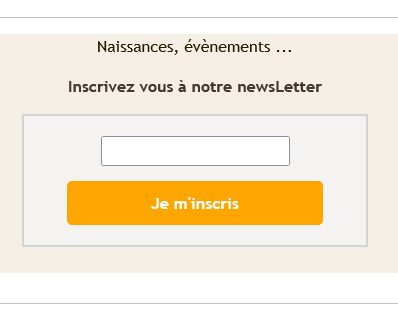 Naissances, évènements ...
Inscrivez vous à notre newsLetter
Je m'inscris